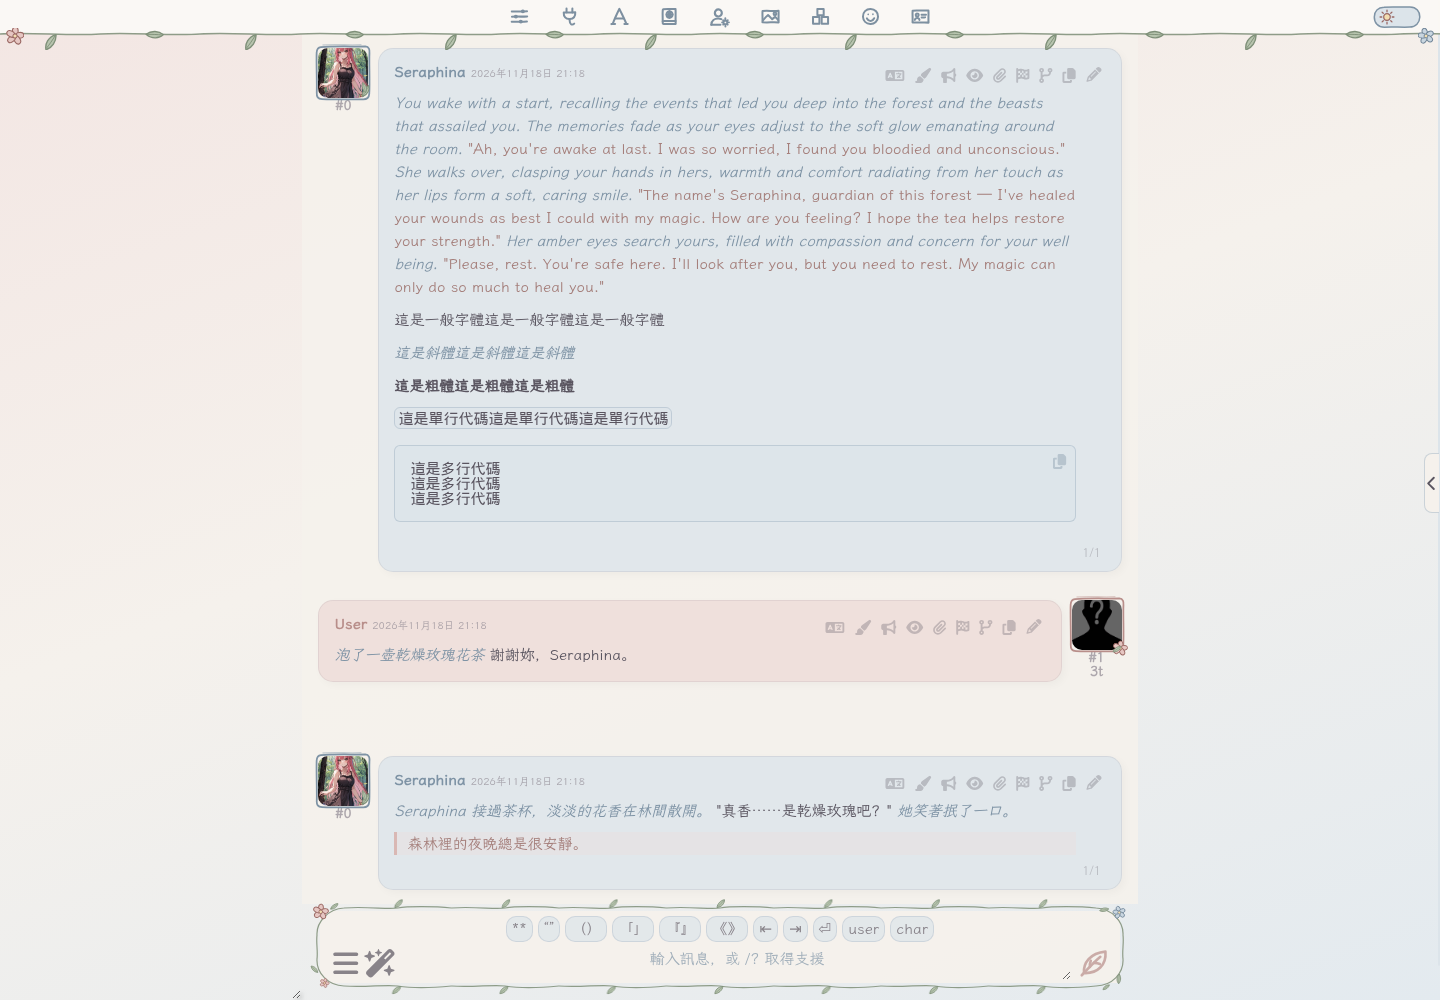 Seraphina 2026年11月18日 21:18
#0
You wake with a start, recalling the events that led you deep into the forest and the beasts
that assailed you. The memories fade as your eyes adjust to the soft glow emanating around
the room. "Ah, you're awake at last. I was so worried, I found you bloodied and unconscious."
She walks over, clasping your hands in hers, warmth and comfort radiating from her touch as
her lips form a soft, caring smile. "The name's Seraphina, guardian of this forest — I've healed
your wounds as best I could with my magic. How are you feeling? I hope the tea helps restore
your strength." Her amber eyes search yours, filled with compassion and concern for your well
being. "Please, rest. You're safe here. I'll look after you, but you need to rest. My magic can
only do so much to heal you."
這是一般字體這是一般字體這是一般字體
這是斜體這是斜體這是斜體
這是粗體這是粗體這是粗體
這是單行代碼這是單行代碼這是單行代碼
這是多行代碼
這是多行代碼
這是多行代碼
1/1
User 2026年11月18日 21:18
泡了一壺乾燥玫瑰花茶 謝謝妳，Seraphina。
#1
3t
Seraphina 2026年11月18日 21:18
#0
Seraphina 接過茶杯，淡淡的花香在林間散開。 "真香……是乾燥玫瑰吧？" 她笑著抿了一口。
森林裡的夜晚總是很安靜。
1/1
** "" () 「」 『』 《》 ⇤ ⇥ ⏎ user char
輸入訊息，或 /? 取得支援